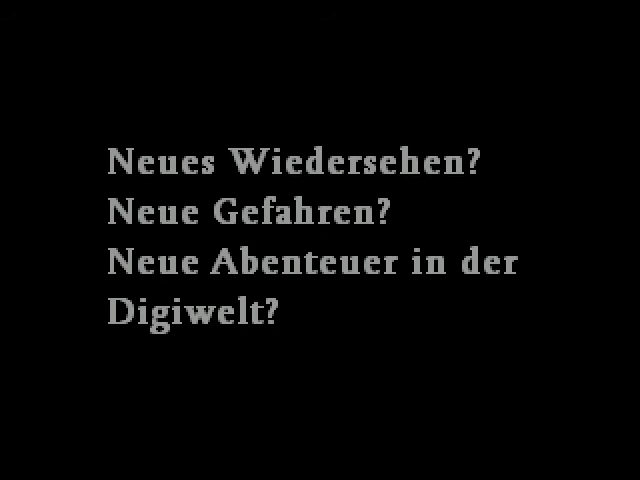 Neues Wiedersehen?
Neue Gefahren?
Neue Abenteuer in der
Digiwelt?